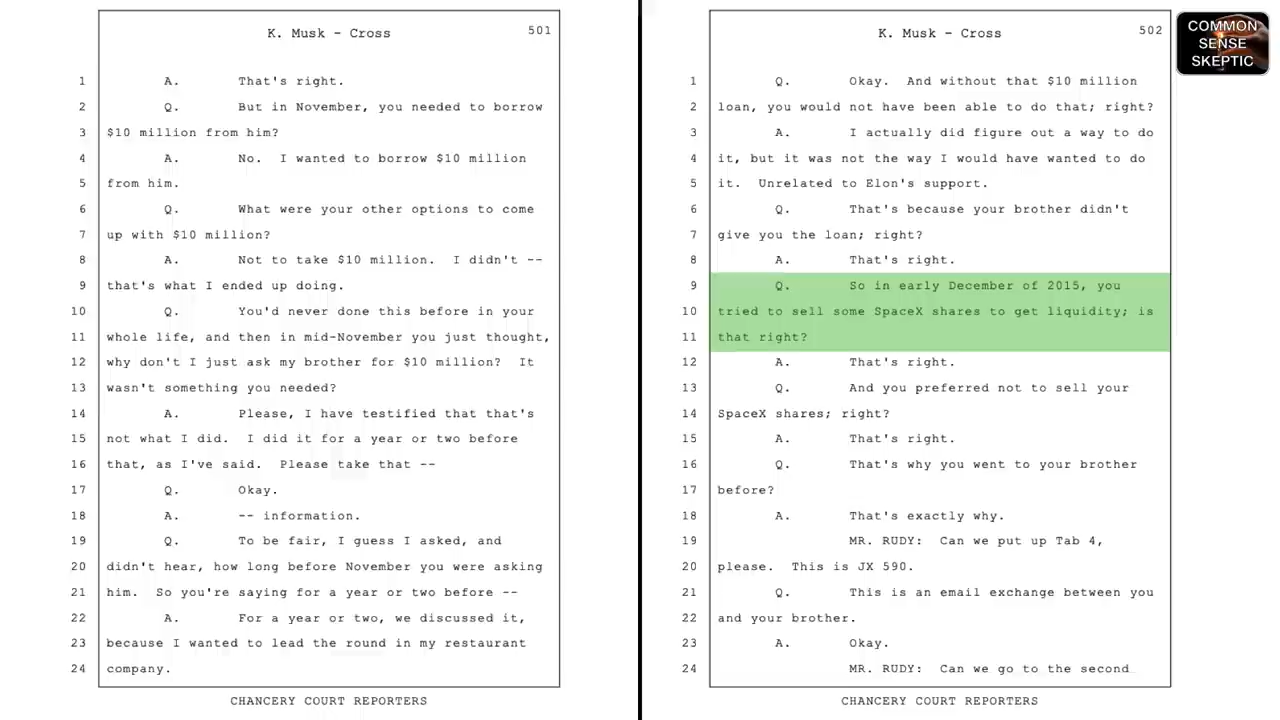 K. Musk - Cross 501
1 A. That's right.
2 Q. But in November, you needed to borrow
3 $10 million from him?
4 A. No. I wanted to borrow $10 million
5 from him.
6 Q. What were your other options to come
7 up with $10 million?
8 A. Not to take $10 million. I didn't --
9 that's what I ended up doing.
10 Q. You'd never done this before in your
11 whole life, and then in mid-November you just thought,
12 why don't I just ask my brother for $10 million? It
13 wasn't something you needed?
14 A. Please, I have testified that that's
15 not what I did. I did it for a year or two before
16 that, as I've said. Please take that --
17 Q. Okay.
18 A. -- information.
19 Q. To be fair, I guess I asked, and
20 didn't hear, how long before November you were asking
21 him. So you're saying for a year or two before --
22 A. For a year or two, we discussed it,
23 because I wanted to lead the round in my restaurant
24 company.
CHANCERY COURT REPORTERS
K. Musk - Cross 502
1 Q. Okay. And without that $10 million
2 loan, you would not have been able to do that; right?
3 A. I actually did figure out a way to do
4 it, but it was not the way I would have wanted to do
5 it. Unrelated to Elon's support.
6 Q. That's because your brother didn't
7 give you the loan; right?
8 A. That's right.
9 Q. So in early December of 2015, you
10 tried to sell some SpaceX shares to get liquidity; is
11 that right?
12 A. That's right.
13 Q. And you preferred not to sell your
14 SpaceX shares; right?
15 A. That's right.
16 Q. That's why you went to your brother
17 before?
18 A. That's exactly why.
19 MR. RUDY: Can we put up Tab 4,
20 please. This is JX 590.
21 Q. This is an email exchange between you
22 and your brother.
23 A. Okay.
24 MR. RUDY: Can we go to the second
CHANCERY COURT REPORTERS
COMMON
SENSE
SKEPTIC